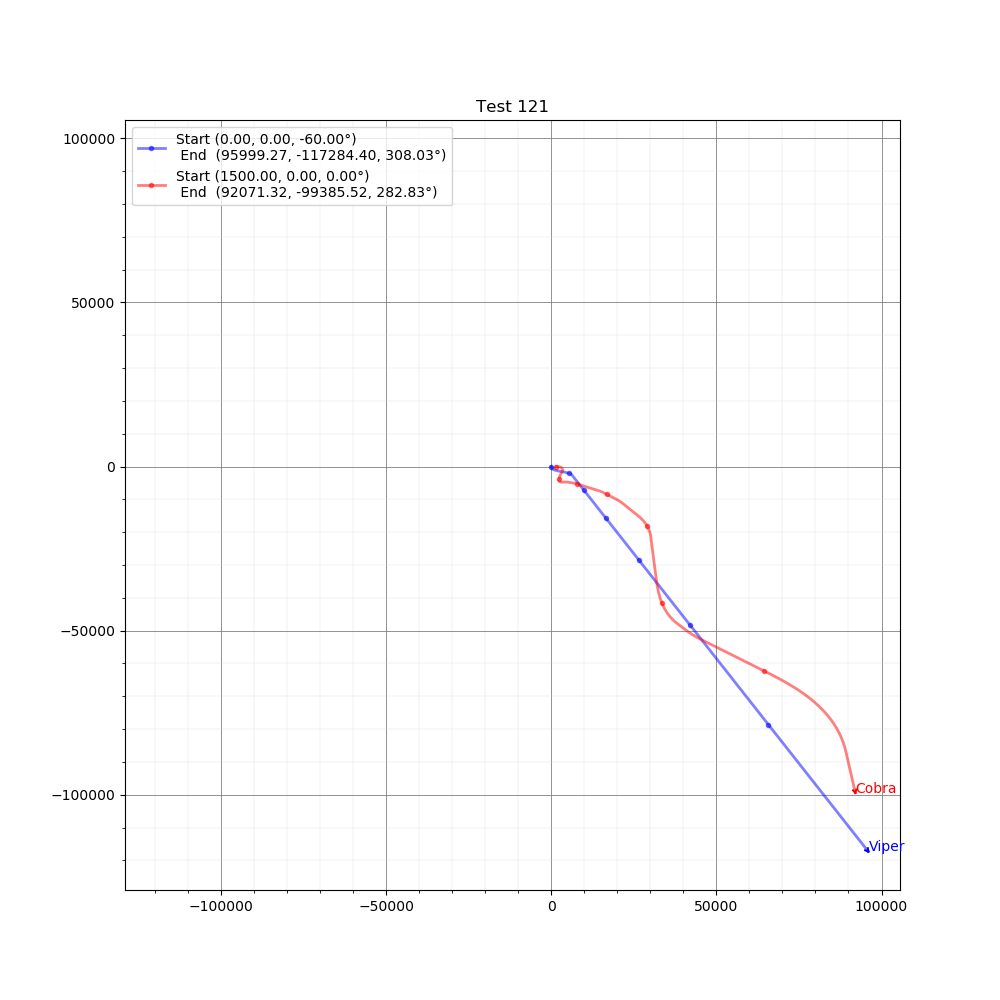 Test 121
Start (0.00, 0.00, -60.00°)
End  (95999.27, -117284.40, 308.03°)
Start (1500.00, 0.00, 0.00°)
End  (92071.32, -99385.52, 282.83°)
100000
50000
0
−50000
−100000
Cobra
Viper
−100000
−50000
0
50000
100000